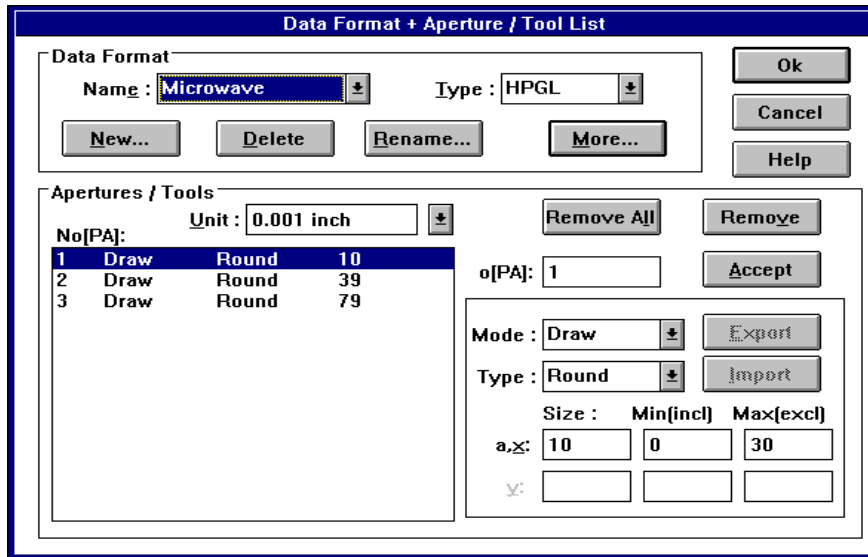 Data Format + Aperture / Tool List
Data Format
Name : Microwave
Type : HPGL
New...
Delete
Rename...
More...
Ok
Cancel
Help
Apertures / Tools
Unit : 0.001 inch
Remove All
Remove
No[PA]:
1 Draw Round 10
2 Draw Round 39
3 Draw Round 79
o[PA]: 1
Accept
Mode : Draw
Export
Type : Round
Import
Size : Min(incl) Max(excl)
a,x: 10 0 30
y: